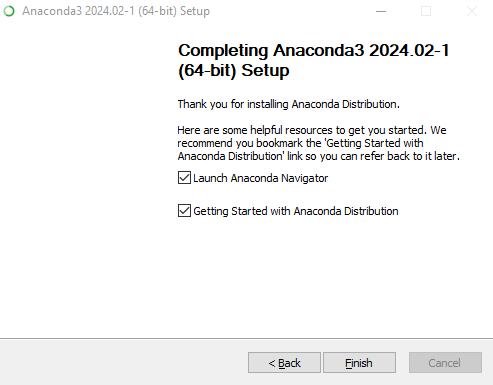 Anaconda3 2024.02-1 (64-bit) Setup
Completing Anaconda3 2024.02-1
(64-bit) Setup
Thank you for installing Anaconda Distribution.
Here are some helpful resources to get you started. We
recommend you bookmark the 'Getting Started with
Anaconda Distribution' link so you can refer back to it later.
Launch Anaconda Navigator
Getting Started with Anaconda Distribution
< Back
Finish
Cancel